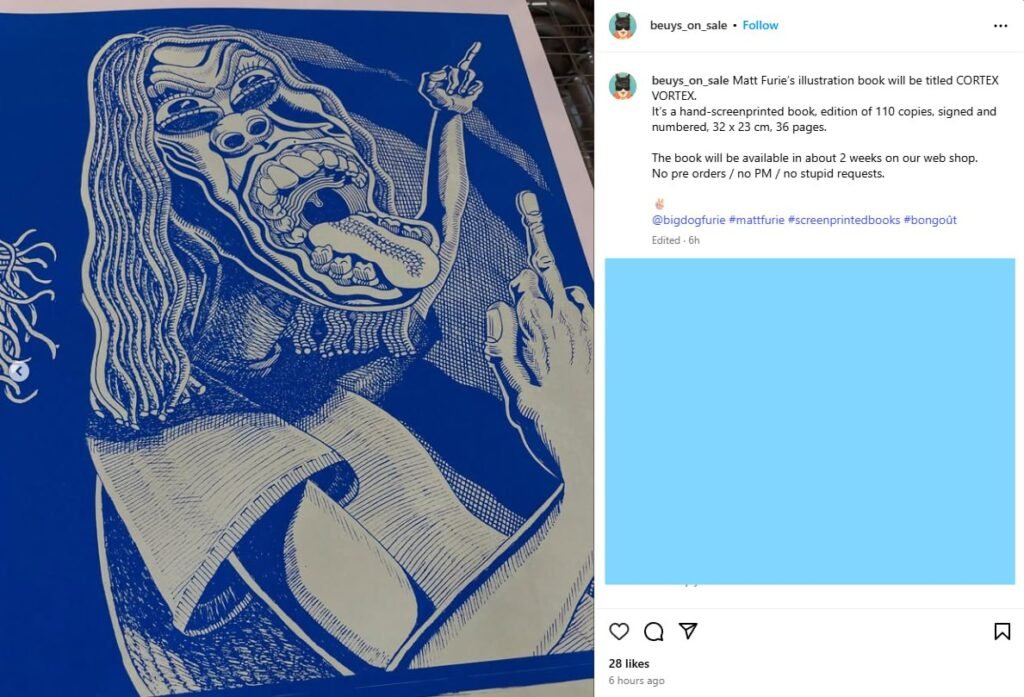 beuys_on_sale • Follow
beuys_on_sale Matt Furie's illustration book will be titled CORTEX
VORTEX.
It's a hand-screenprinted book, edition of 110 copies, signed and
numbered, 32 x 23 cm, 36 pages.
The book will be available in about 2 weeks on our web shop.
No pre orders / no PM / no stupid requests.
✌🏼
@bigdogfurie #mattfurie #screenprintedbooks #bongoût
Edited · 6h
28 likes
6 hours ago